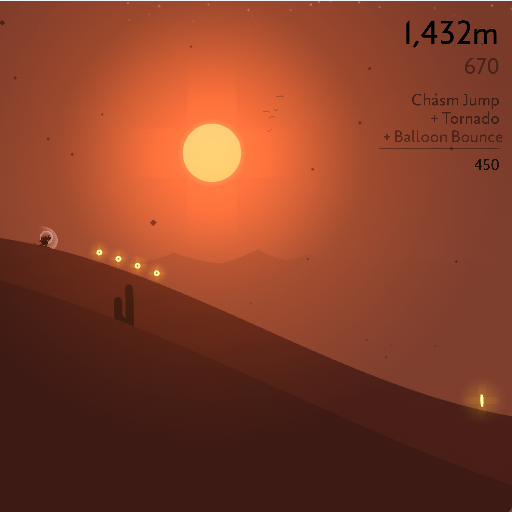 1,432m
670
Chasm Jump
+ Tornado
+ Balloon Bounce
450